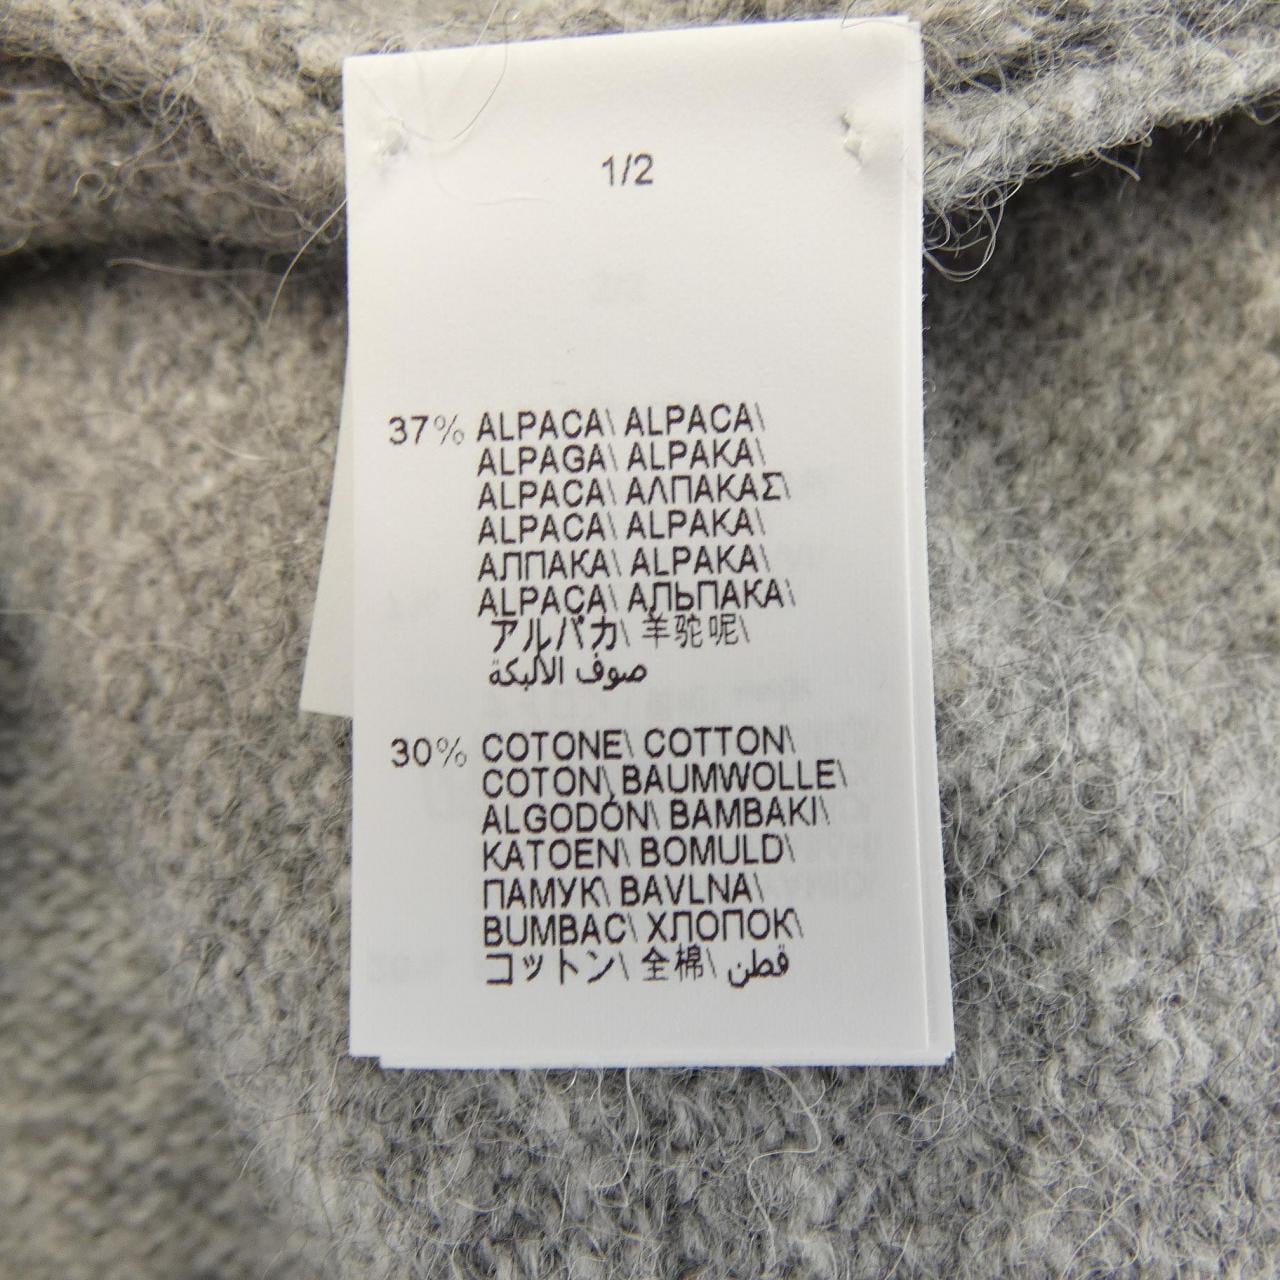 1/2
37% ALPACA\ ALPACA\
ALPAGA\ ALPAKA\
ALPACA\ ΑΛΠΑΚΑΣ\
ALPACA\ ALPAKA\
АЛПАКА\ ALPAKA\
ALPACA\ АЛЬПАКА\
アルパカ\ 羊驼呢\
صوف الألبكة
30% COTONE\ COTTON\
COTON\ BAUMWOLLE\
ALGODÓN\ BAMBAKI\
KATOEN\ BOMULD\
ПАМУК\ BAVLNA\
BUMBAC\ ХЛОПОК\
コットン\ 全棉\ قطن